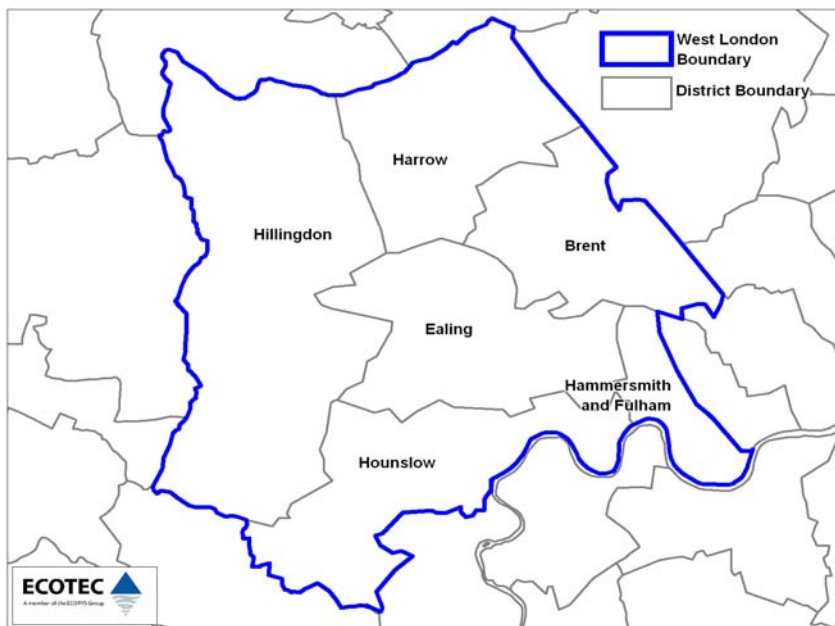 West London
Boundary
District Boundary
Harrow
Hillingdon
Brent
Ealing
Hammersmith
and Fulham
Hounslow
ECOTEC
A member of the ECORYS Group